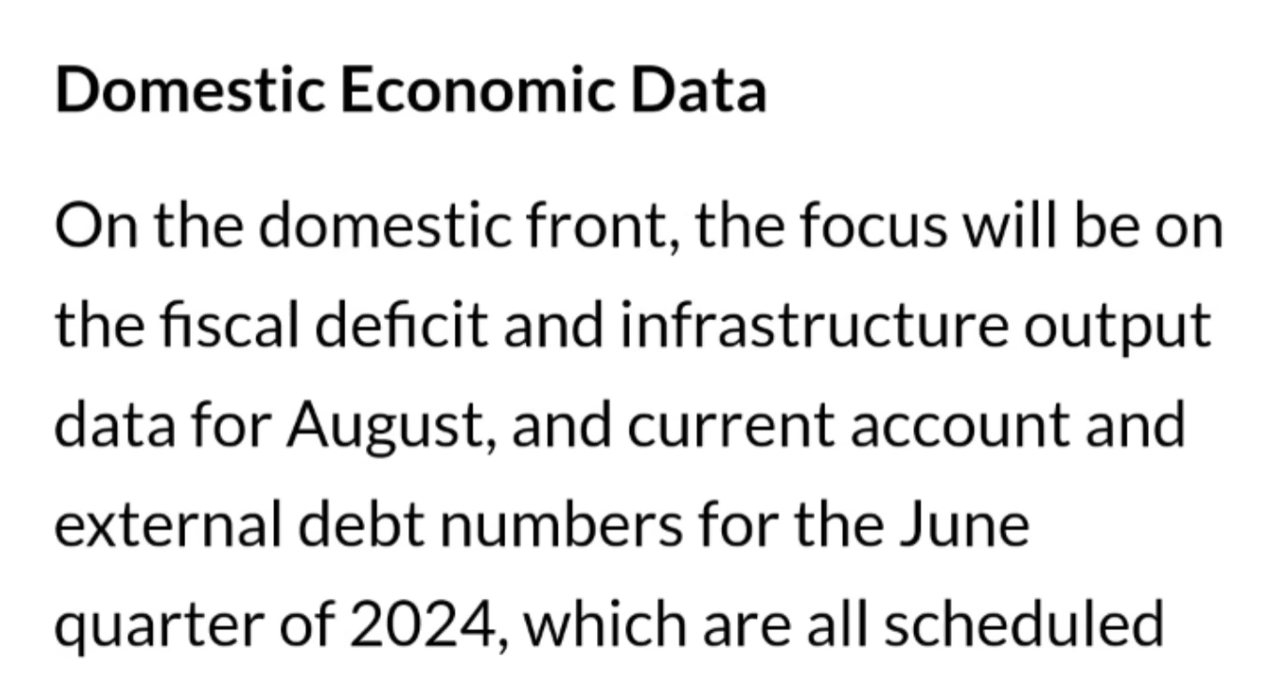 Domestic Economic Data
On the domestic front, the focus will be on
the fiscal deficit and infrastructure output
data for August, and current account and
external debt numbers for the June
quarter of 2024, which are all scheduled